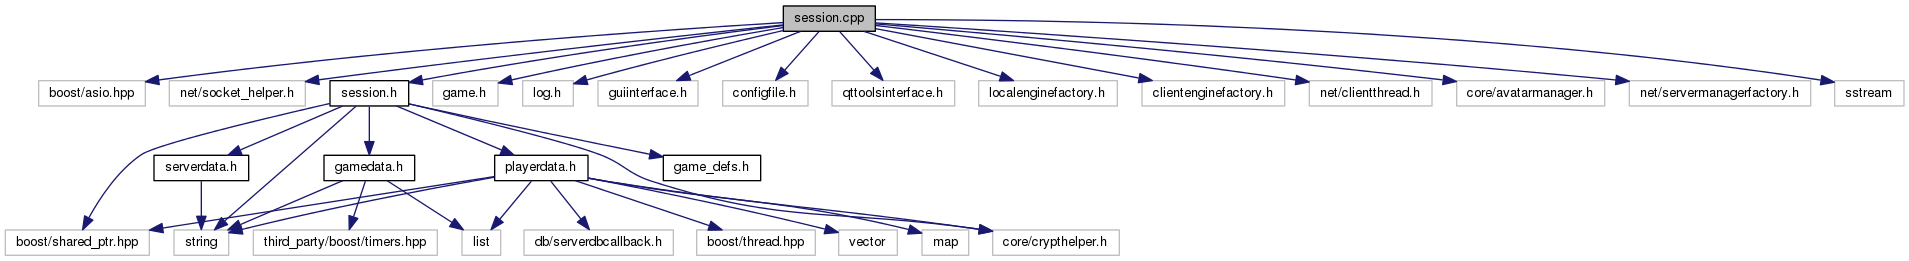 session.cpp
boost/asio.hpp
net/socket_helper.h
session.h
game.h
log.h
guiinterface.h
configfile.h
qttoolsinterface.h
localenginefactory.h
clientenginefactory.h
net/clientthread.h
core/avatarmanager.h
net/servermanagerfactory.h
sstream
serverdata.h
gamedata.h
playerdata.h
game_defs.h
boost/shared_ptr.hpp
string
third_party/boost/timers.hpp
list
db/serverdbcallback.h
boost/thread.hpp
vector
map
core/crypthelper.h